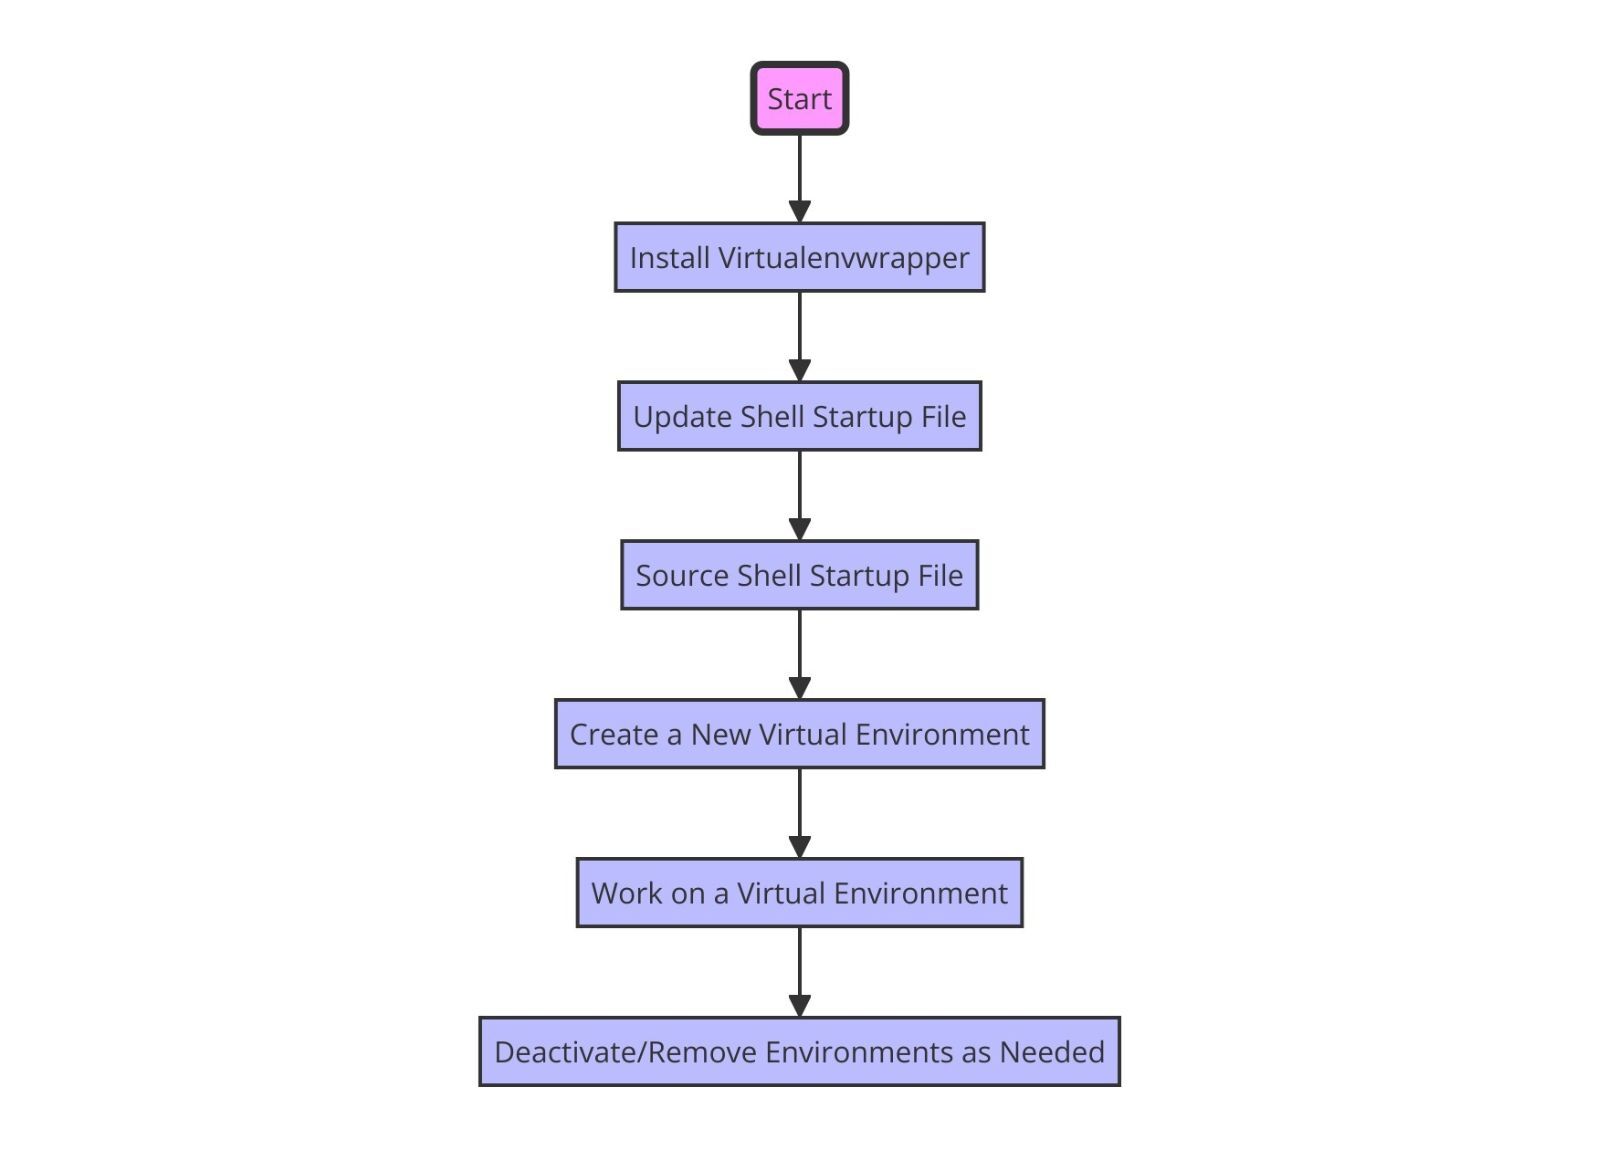 Start
Install Virtualenvwrapper
Update Shell Startup File
Source Shell Startup File
Create a New Virtual Environment
Work on a Virtual Environment
Deactivate/Remove Environments as Needed